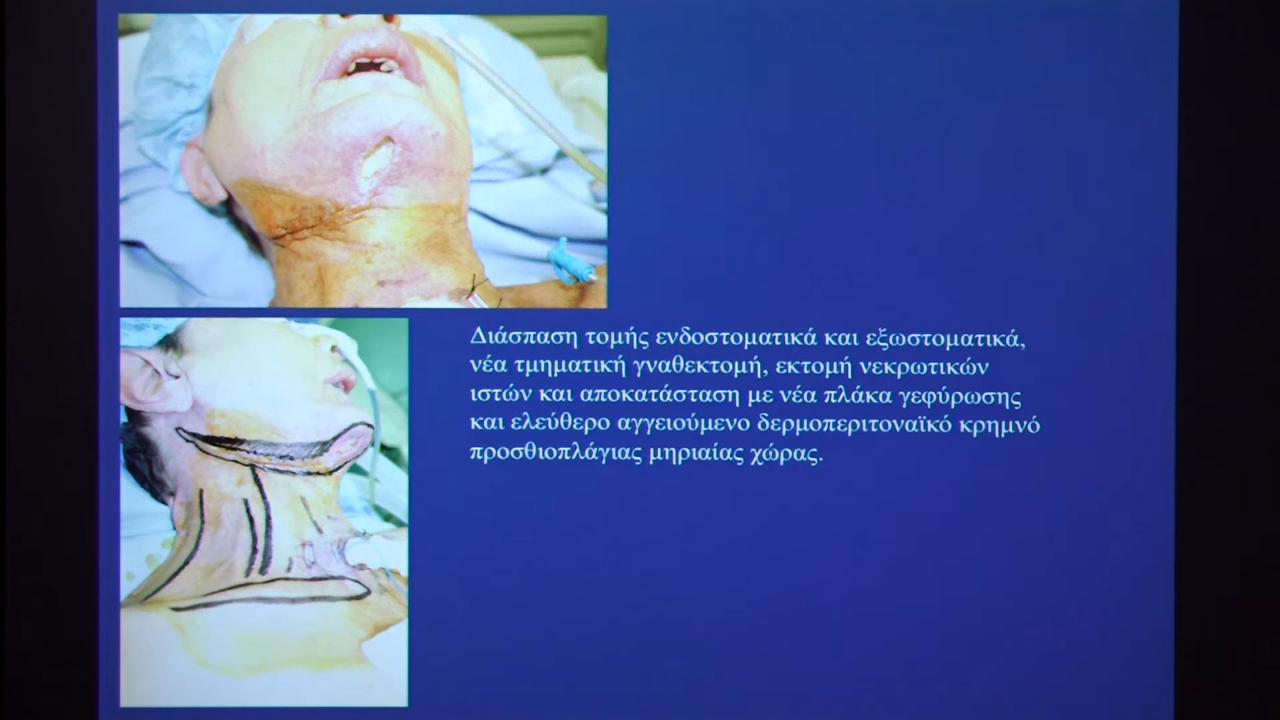 Διάσπαση τομής ενδοστοματικά και εξωστοματικά,
νέα τμηματική γναθεκτομή, εκτομή νεκρωτικών
ιστών και αποκατάσταση με νέα πλάκα γεφύρωσης
και ελεύθερο αγγειούμενο δερμοπεριτοναϊκό κρημνό
προσθιοπλάγιας μηριαίας χώρας.